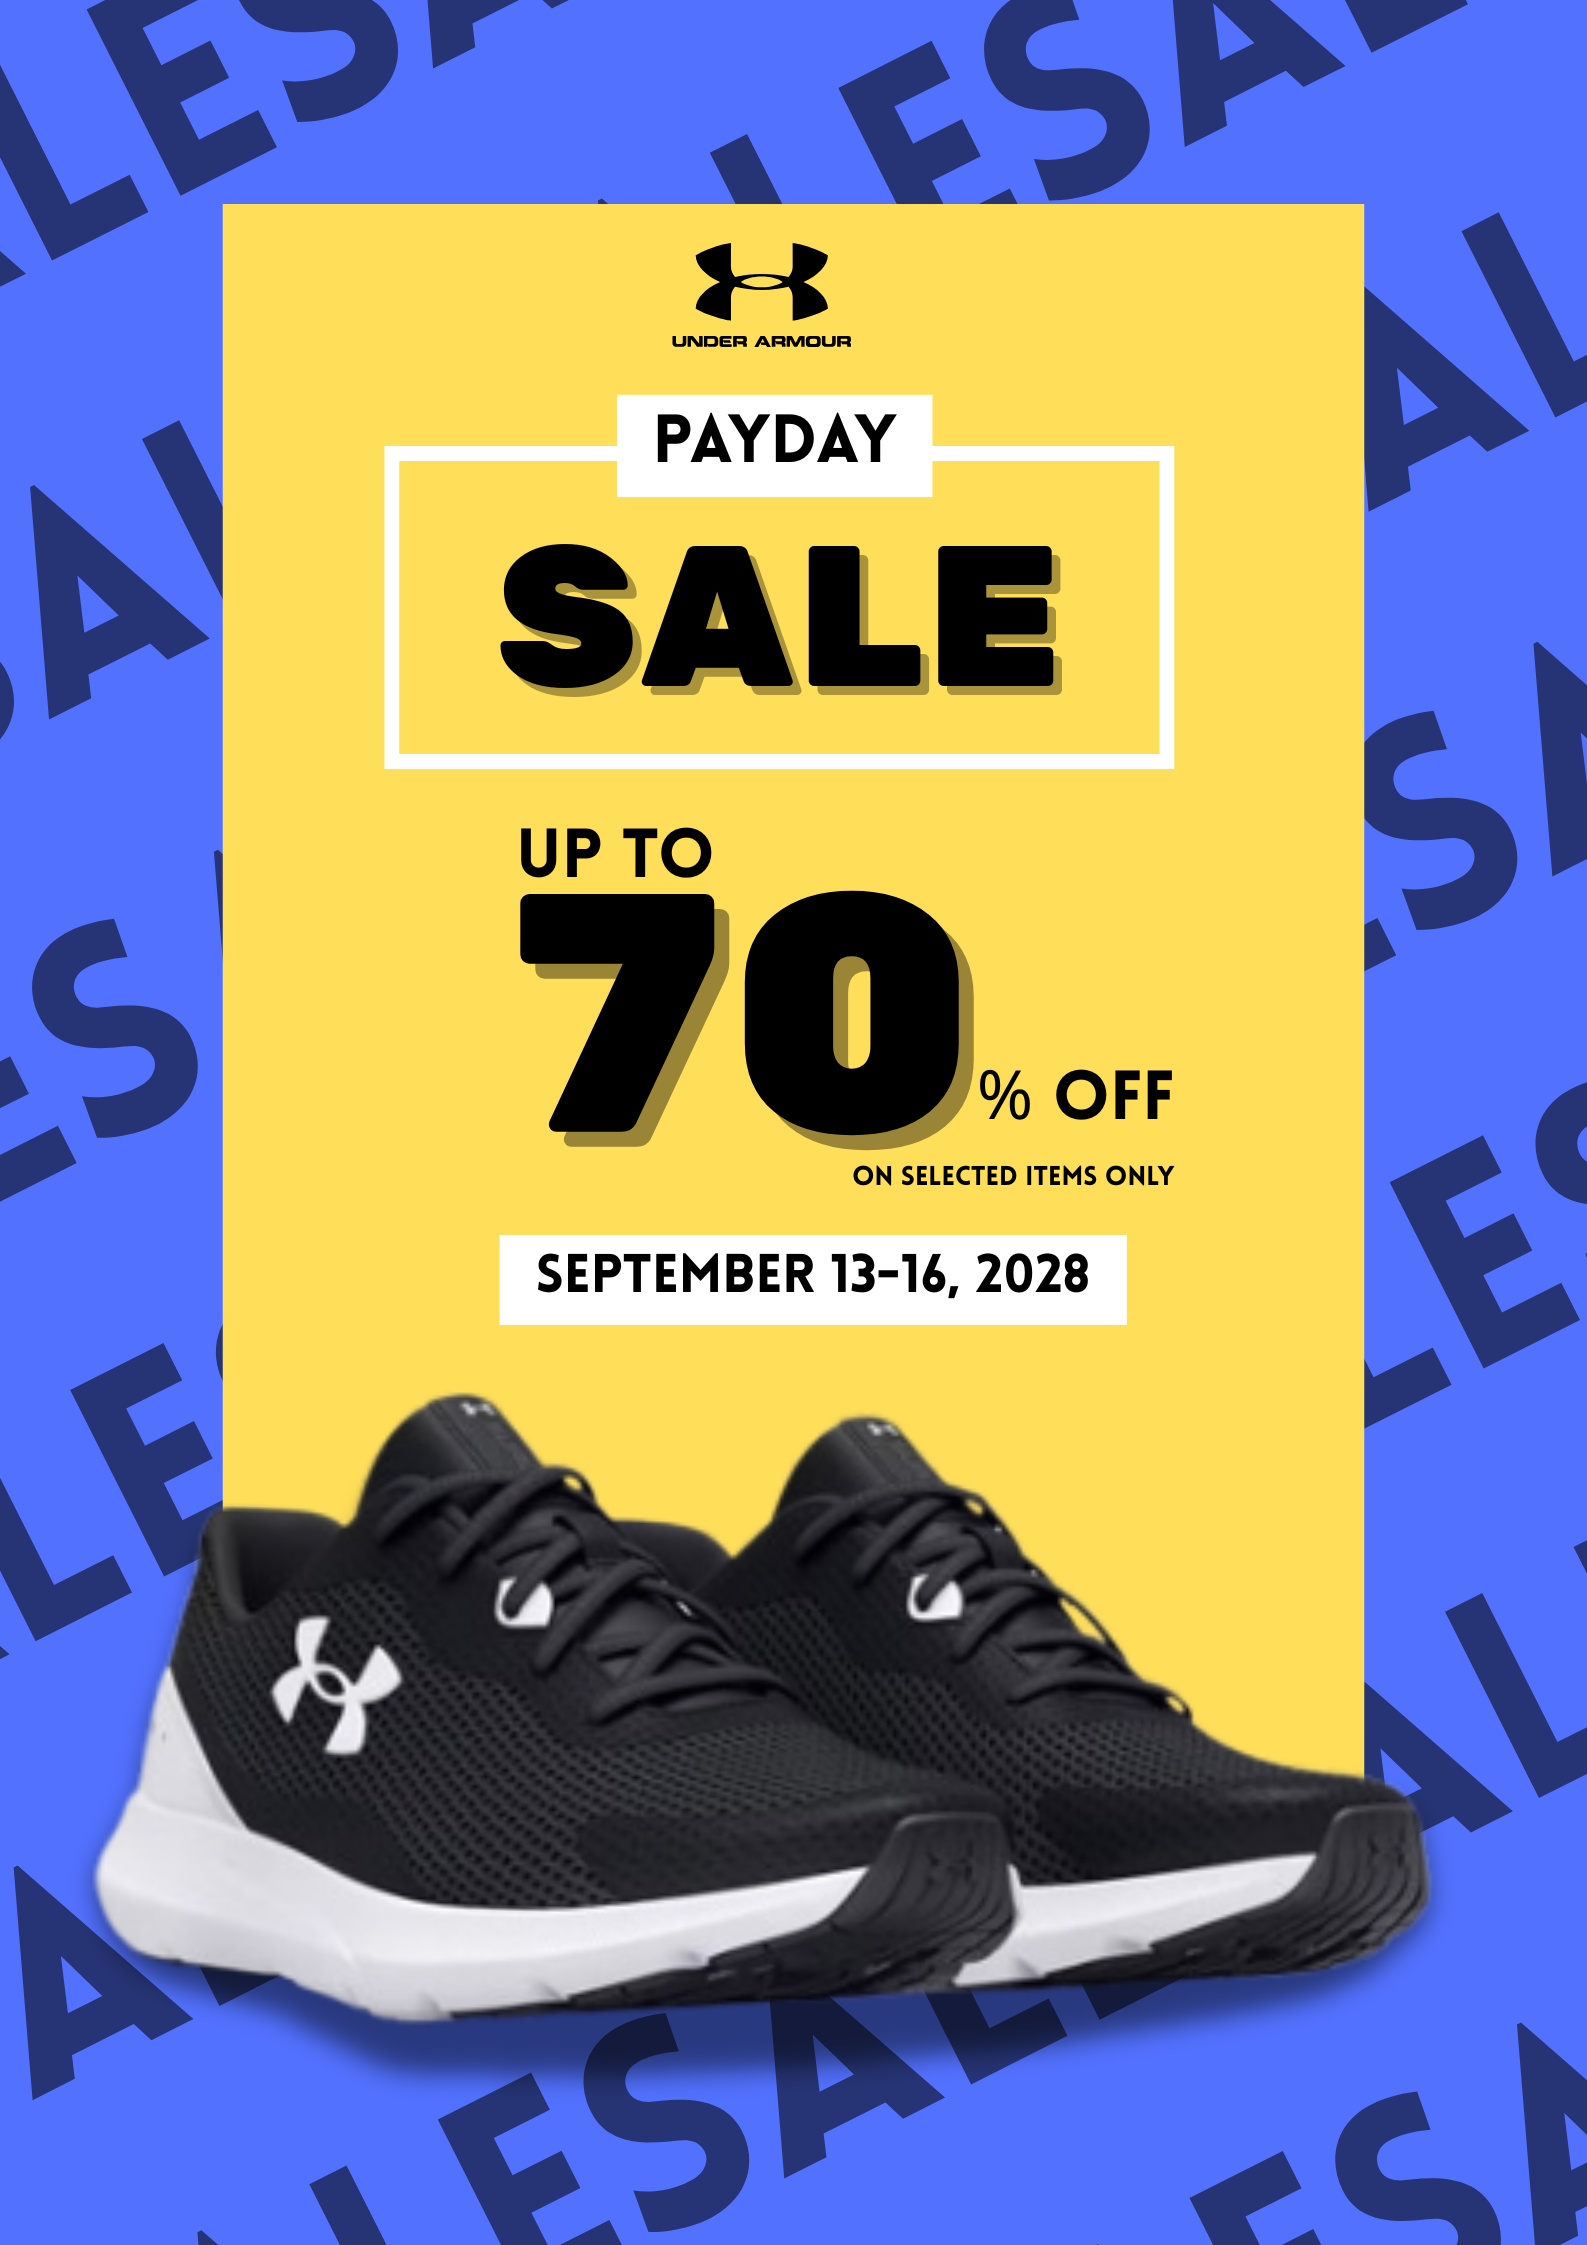 UNDER ARMOUR
PAYDAY
SALE
UP TO
70
% OFF
ON SELECTED ITEMS ONLY
SEPTEMBER 13-16, 2028